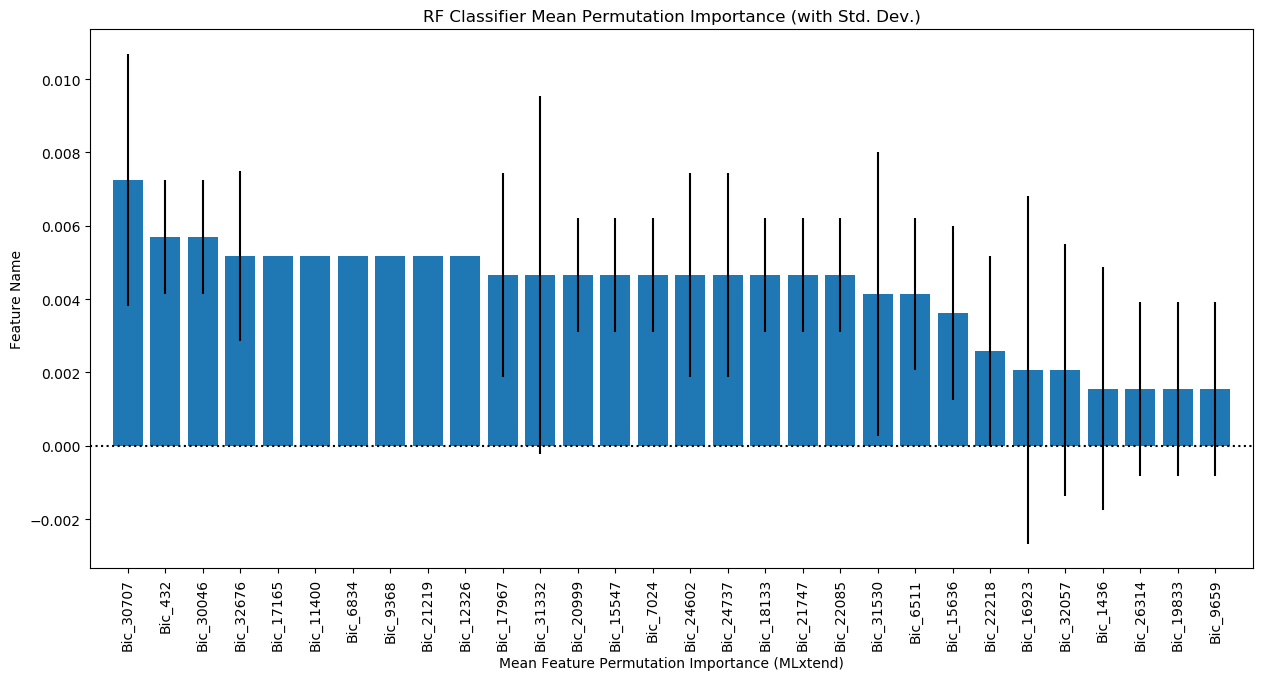 RF Classifier Mean Permutation Importance (with Std. Dev.)
Feature Name
0.010
0.008
0.006
0.004
0.002
0.000
−0.002
Bic_30707
Bic_432
Bic_30046
Bic_32676
Bic_17165
Bic_11400
Bic_6834
Bic_9368
Bic_21219
Bic_12326
Bic_17967
Bic_31332
Bic_20999
Bic_15547
Bic_7024
Bic_24602
Bic_24737
Bic_18133
Bic_21747
Bic_22085
Bic_31530
Bic_6511
Bic_15636
Bic_22218
Bic_16923
Bic_32057
Bic_1436
Bic_26314
Bic_19833
Bic_9659
Mean Feature Permutation Importance (MLxtend)